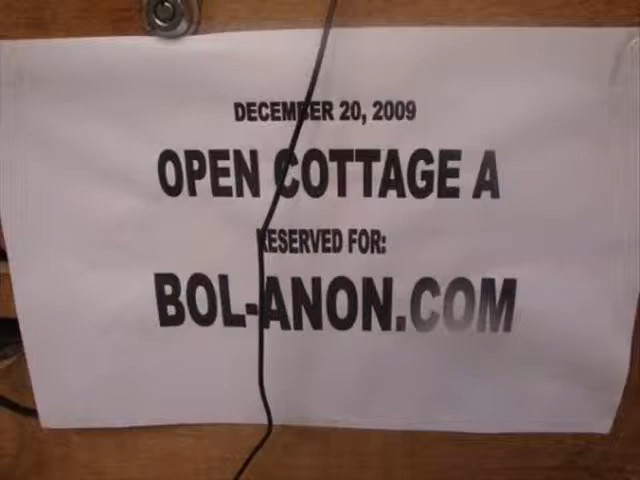 DECEMBER 20, 2009
OPEN COTTAGE A
RESERVED FOR:
BOL-ANON.COM